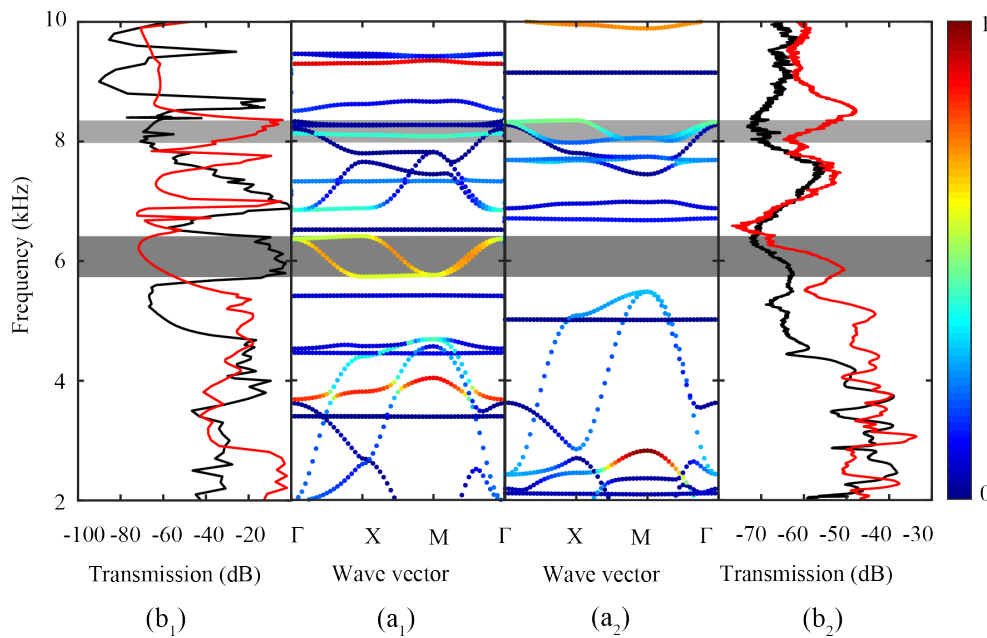 10
8
6
4
2
Frequency (kHz)
1
0
-100 -80 -60 -40 -20
Γ X M Γ
X M Γ
-70 -60 -50 -40 -30
Transmission (dB)
Wave vector
Wave vector
Transmission (dB)
(b1)
(a1)
(a2)
(b2)